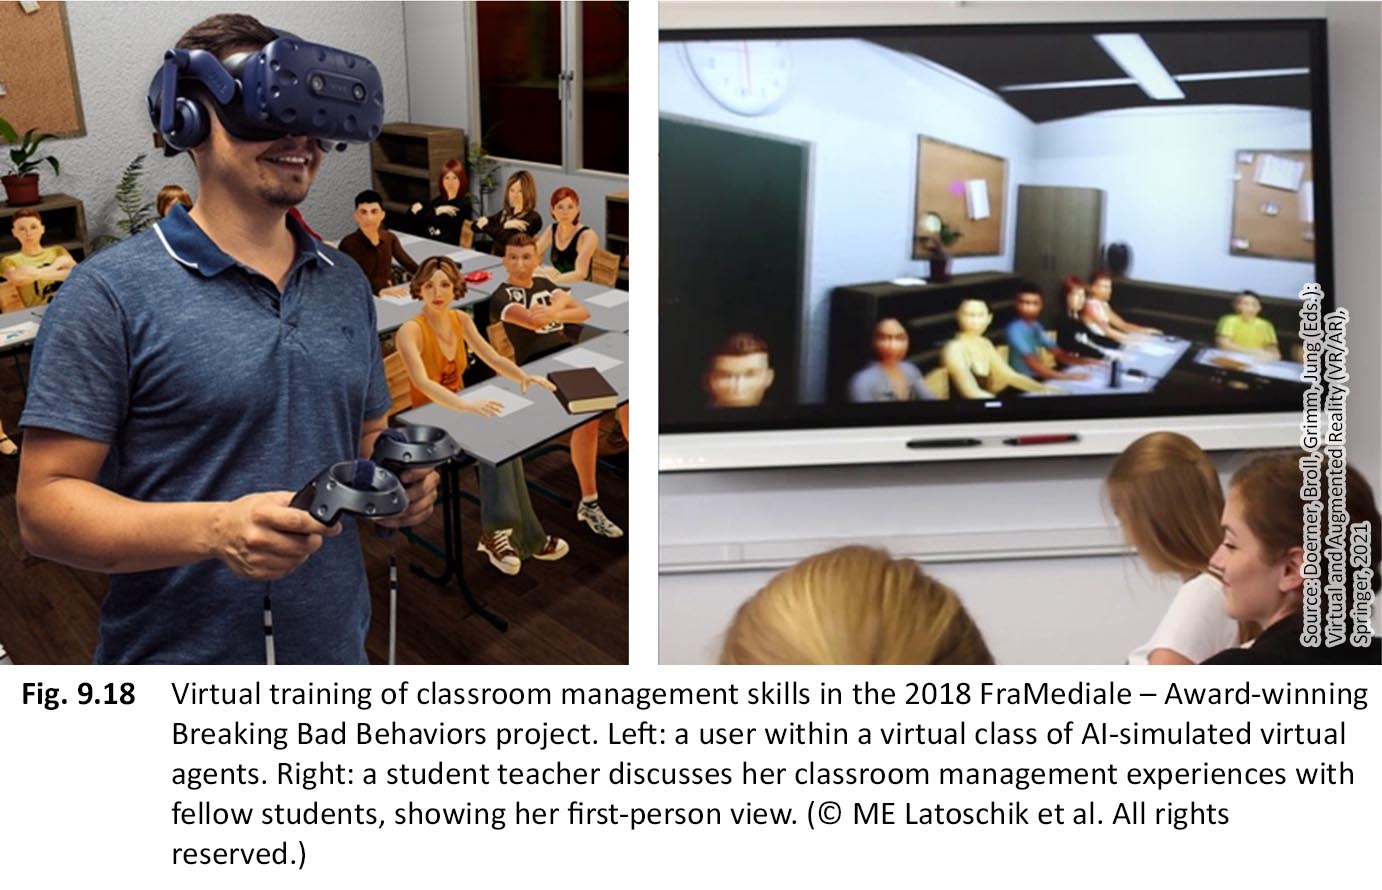 Source: Doerner, Broll, Grimm, Jung (Eds.):
Virtual and Augmented Reality (VR/AR),
Springer, 2021
Fig. 9.18 Virtual training of classroom management skills in the 2018 FraMediale – Award-winning
Breaking Bad Behaviors project. Left: a user within a virtual class of AI-simulated virtual
agents. Right: a student teacher discusses her classroom management experiences with
fellow students, showing her first-person view. (© ME Latoschik et al. All rights
reserved.)